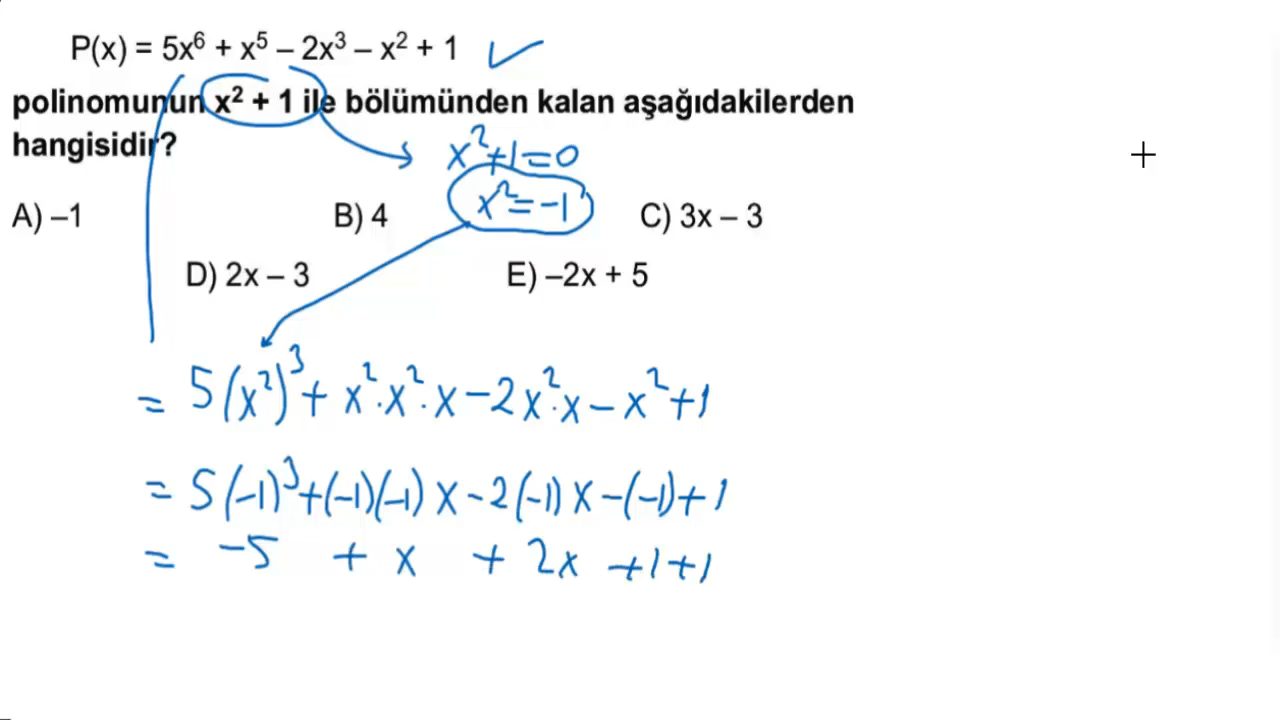 P(x) = 5x⁶ + x⁵ – 2x³ – x² + 1
polinomunun x² + 1 ile bölümünden kalan aşağıdakilerden
hangisidir?
x²+1=0
x²=-1
A) –1 B) 4 C) 3x – 3
D) 2x – 3 E) –2x + 5
= 5(x²)³ + x²·x²·x - 2x²·x - x² + 1
= 5(-1)³ + (-1)(-1)x - 2(-1)x - (-1) + 1
= -5 + x + 2x + 1 + 1